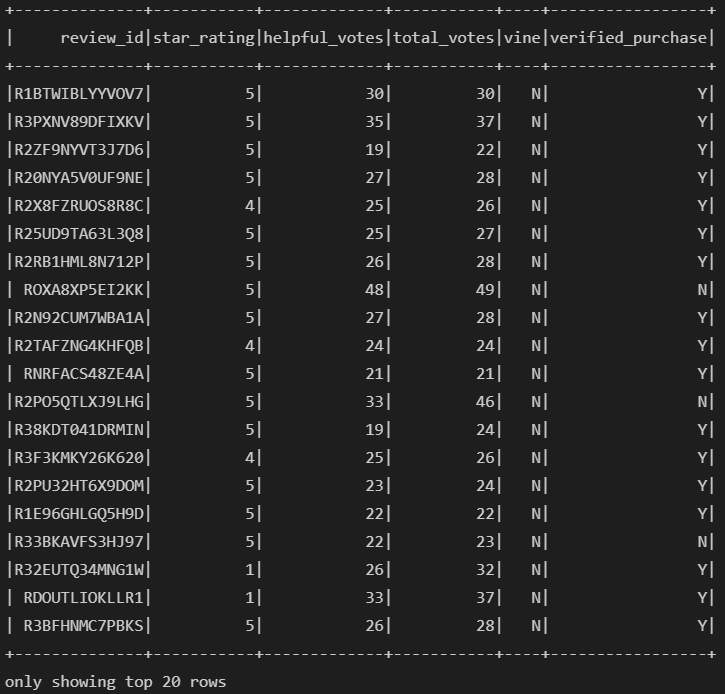 +--------------+-----------+-------------+-----------+----+-----------------+
|     review_id|star_rating|helpful_votes|total_votes|vine|verified_purchase|
+--------------+-----------+-------------+-----------+----+-----------------+
|R1BTWIBLYYVOV7|          5|           30|         30|   N|                Y|
|R3PXNV89DFIXKV|          5|           35|         37|   N|                Y|
|R2ZF9NYVT3J7D6|          5|           19|         22|   N|                Y|
|R20NYA5V0UF9NE|          5|           27|         28|   N|                Y|
|R2X8FZRUOS8R8C|          4|           25|         26|   N|                Y|
|R25UD9TA63L3Q8|          5|           25|         27|   N|                Y|
|R2RB1HML8N712P|          5|           26|         28|   N|                Y|
| ROXA8XP5EI2KK|          5|           48|         49|   N|                N|
|R2N92CUM7WBA1A|          5|           27|         28|   N|                Y|
|R2TAFZNG4KHFQB|          4|           24|         24|   N|                Y|
| RNRFACS48ZE4A|          5|           21|         21|   N|                Y|
|R2PO5QTLXJ9LHG|          5|           33|         46|   N|                N|
|R38KDT041DRMIN|          5|           19|         24|   N|                Y|
|R3F3KMKY26K620|          4|           25|         26|   N|                Y|
|R2PU32HT6X9DOM|          5|           23|         24|   N|                Y|
|R1E96GHLGQ5H9D|          5|           22|         22|   N|                Y|
|R33BKAVFS3HJ97|          5|           22|         23|   N|                N|
|R32EUTQ34MNG1W|          1|           26|         32|   N|                Y|
| RDOUTLIOKLLR1|          1|           33|         37|   N|                Y|
| R3BFHNMC7PBKS|          5|           26|         28|   N|                Y|
+--------------+-----------+-------------+-----------+----+-----------------+
only showing top 20 rows